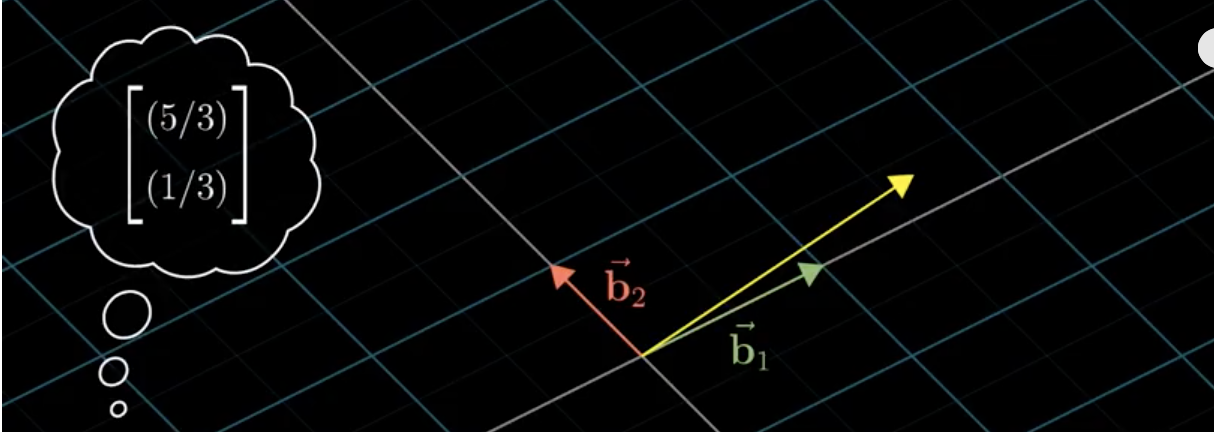 (5/3)
(1/3)
b⃗₂
b⃗₁